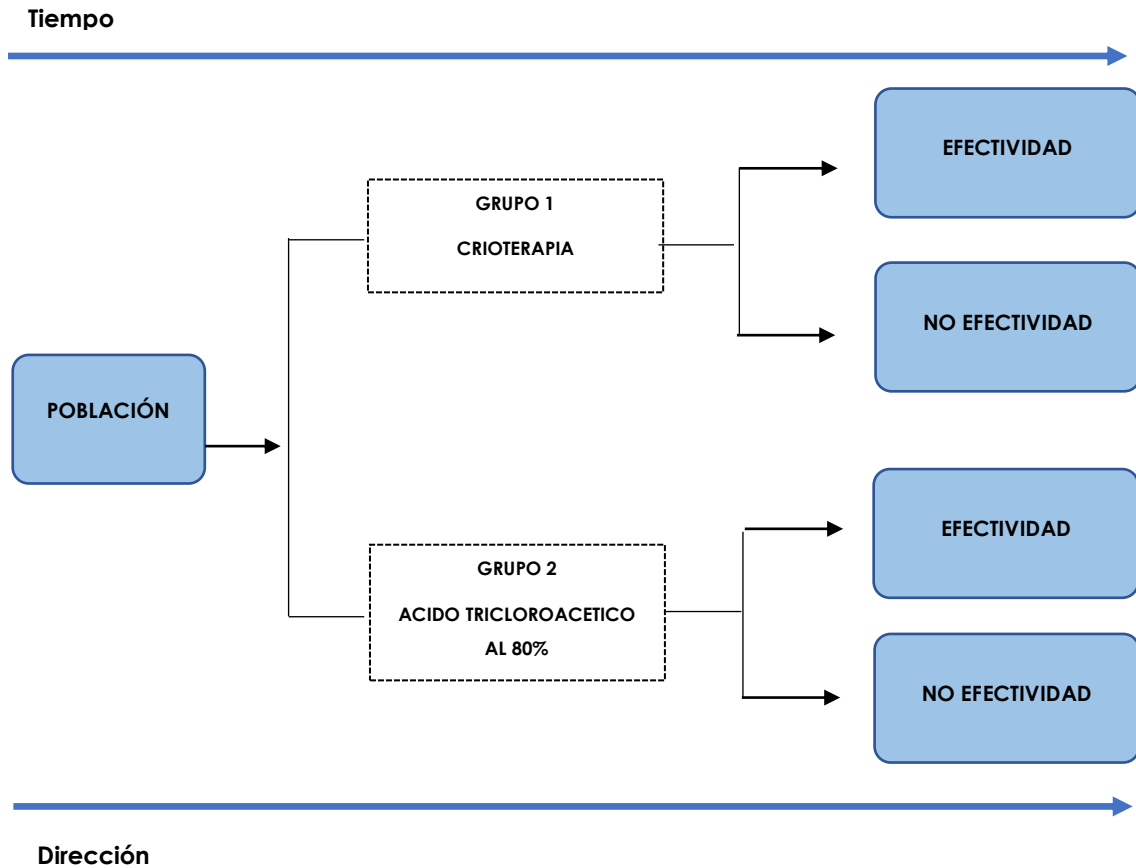 Tiempo
EFECTIVIDAD
GRUPO 1
CRIOTERAPIA
NO EFECTIVIDAD
POBLACIÓN
EFECTIVIDAD
GRUPO 2
ACIDO TRICLOROACETICO
AL 80%
NO EFECTIVIDAD
Dirección